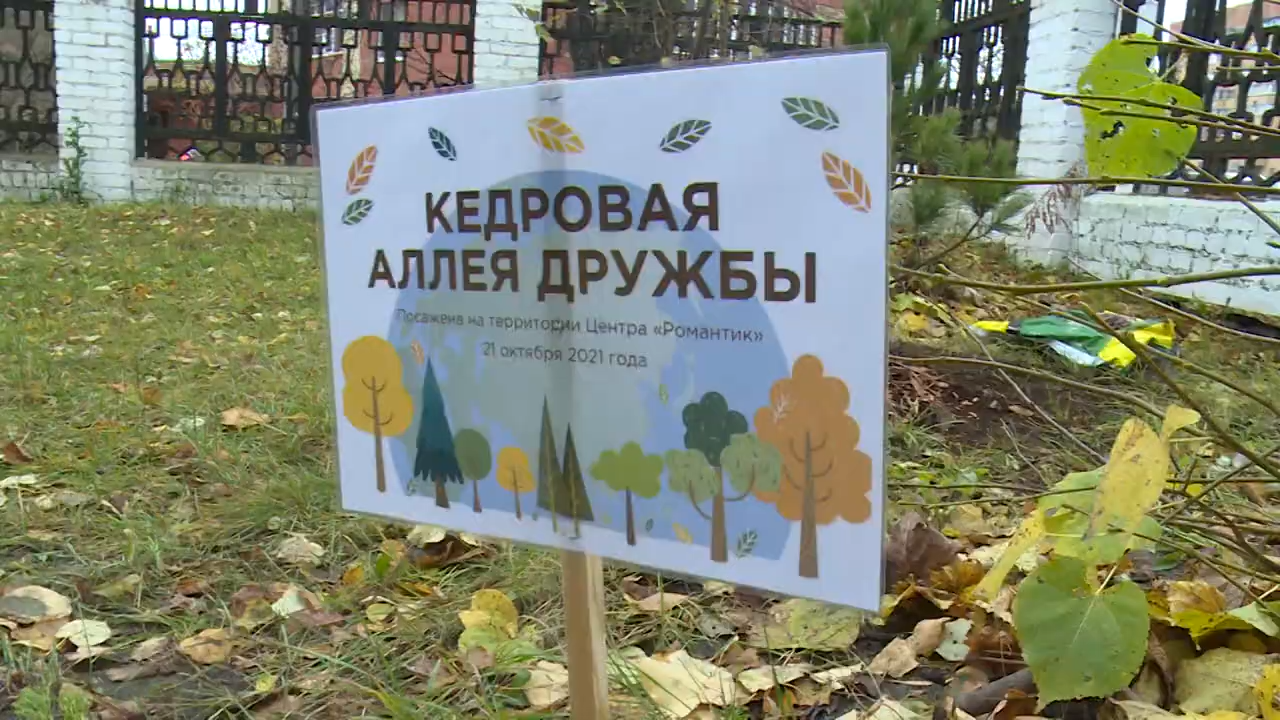 КЕДРОВАЯ
АЛЛЕЯ ДРУЖБЫ
Посажена на территории Центра «Романтик»
21 октября 2021 года